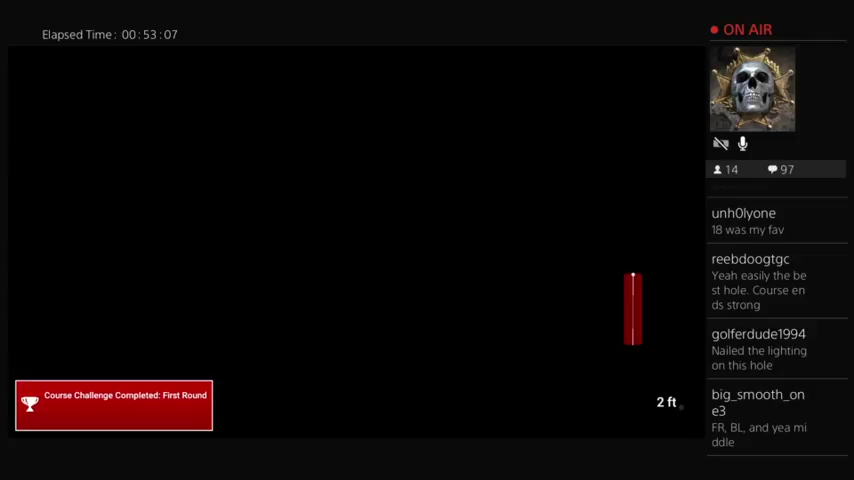 Elapsed Time: 00:53:07
ON AIR
14 97
unh0lyone
18 was my fav
reebdoogtgc
Yeah easily the be
st hole. Course en
ds strong
golferdude1994
Nailed the lighting
on this hole
big_smooth_on
e3
FR, BL, and yea mi
ddle
Course Challenge Completed: First Round
2 ft